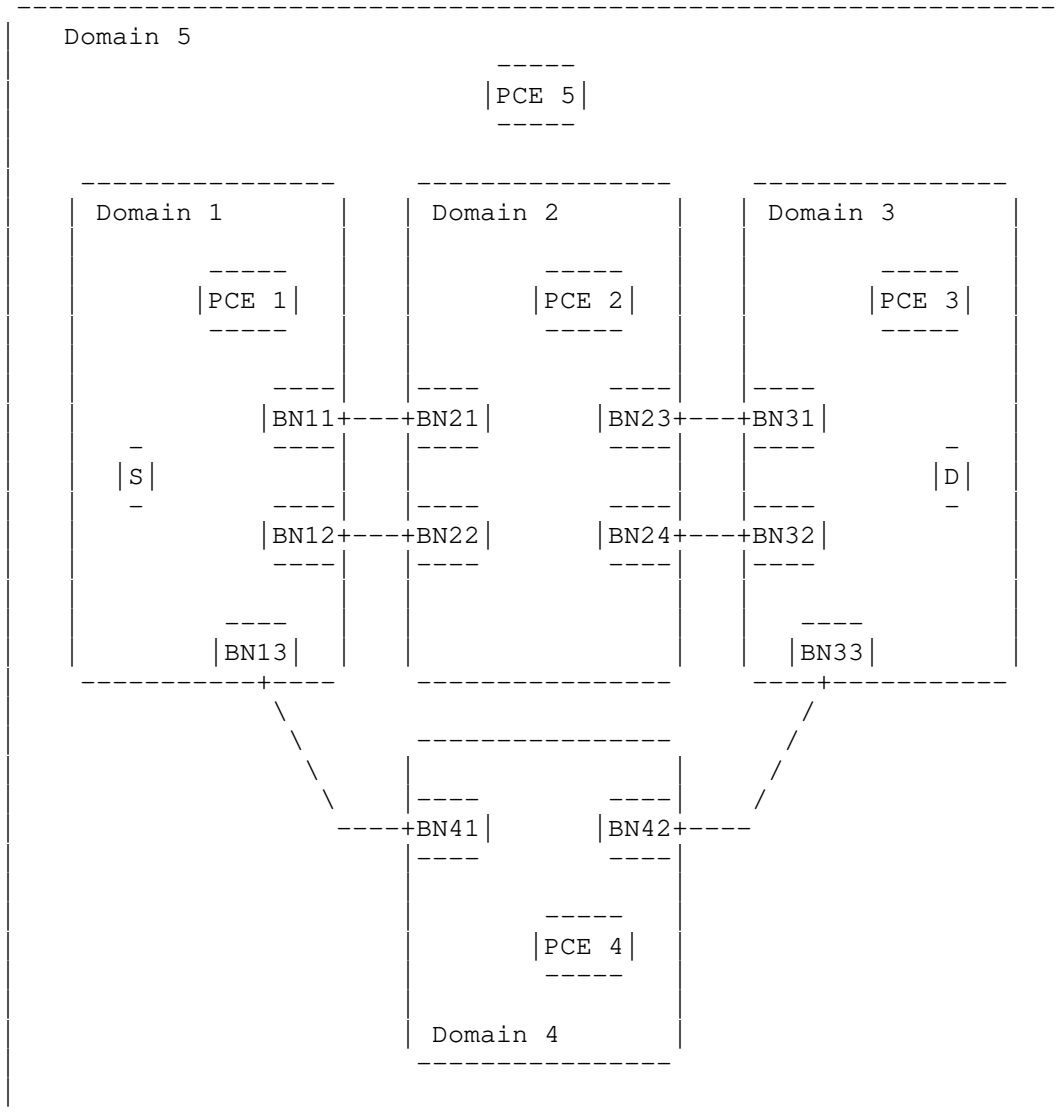 Domain 5
PCE 5
Domain 1 Domain 2 Domain 3
PCE 1 PCE 2 PCE 3
BN11 BN21 BN23 BN31
S D
BN12 BN22 BN24 BN32
BN13 BN33
BN41 BN42
PCE 4
Domain 4